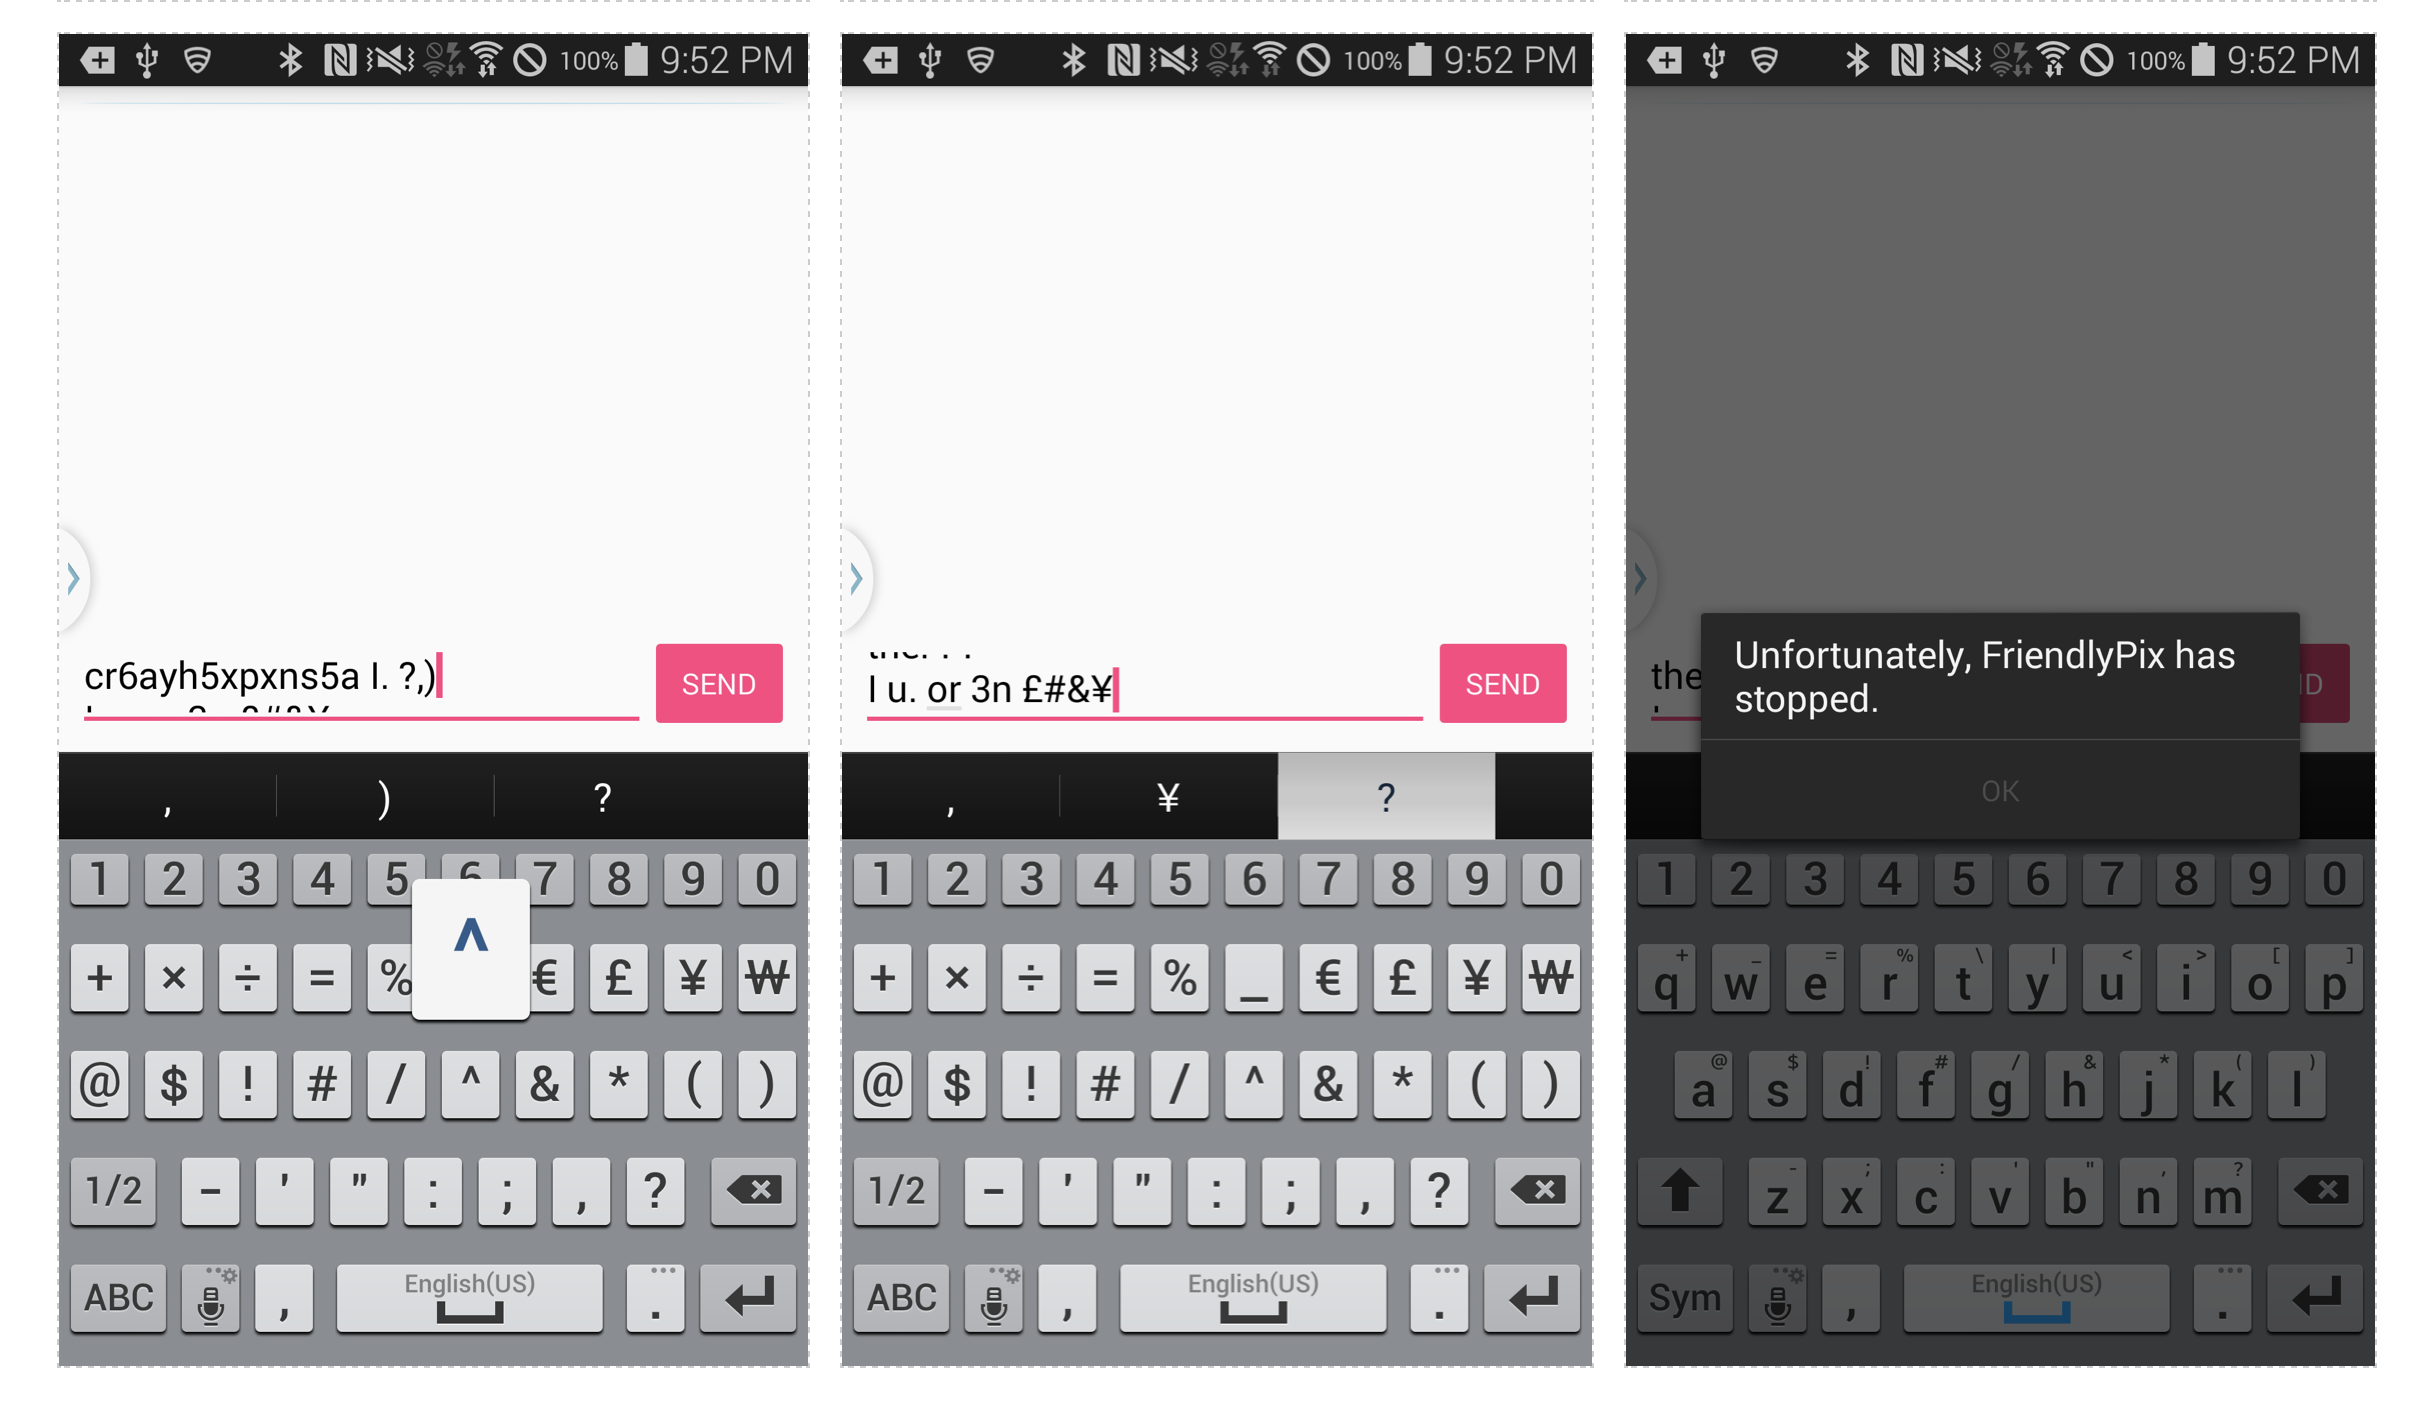 100% 9:52 PM
cr6ayh5xpxns5a I. ?,)
SEND
, ) ?
1 2 3 4 5 6 7 8 9 0
^
+ × ÷ = % € £ ¥ ₩
@ $ ! # / ^ & * ( )
1/2 - ' " : ; , ?
English(US)
ABC , .
100% 9:52 PM
I u. or 3n £#&¥
SEND
, ¥ ?
1 2 3 4 5 6 7 8 9 0
+ × ÷ = % _ € £ ¥ ₩
@ $ ! # / ^ & * ( )
1/2 - ' " : ; , ?
English(US)
ABC , .
100% 9:52 PM
Unfortunately, FriendlyPix has
stopped.
the
OK
1 2 3 4 5 6 7 8 9 0
+ _ = % \ | < > [ ]
q w e r t y u i o p
@ $ ! # / & * ( )
a s d f g h j k l
- ; : ' " , ?
z x c v b n m
English(US)
Sym , .